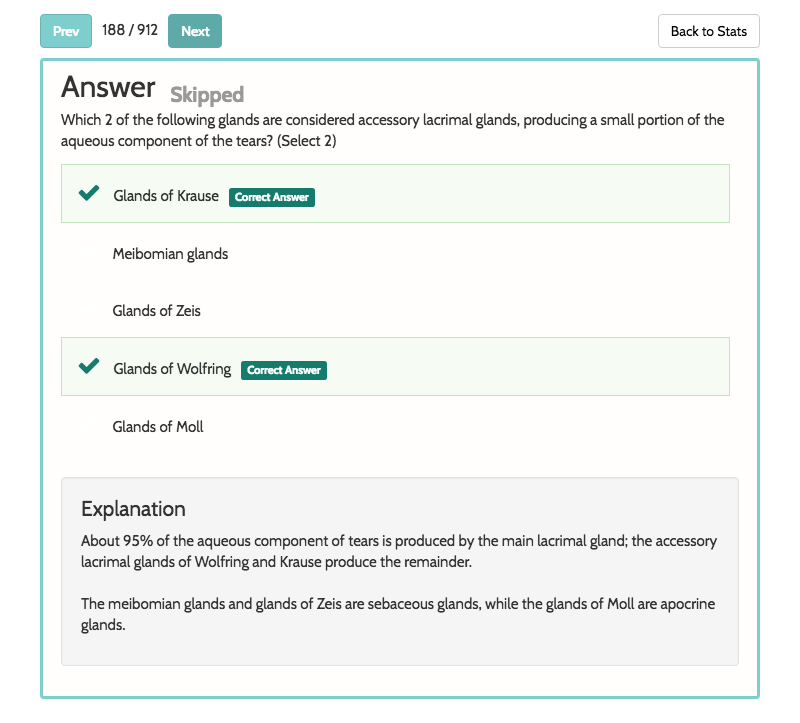 Prev 188 / 912 Next Back to Stats
Answer Skipped
Which 2 of the following glands are considered accessory lacrimal glands, producing a small portion of the
aqueous component of the tears? (Select 2)
Glands of Krause Correct Answer
Meibomian glands
Glands of Zeis
Glands of Wolfring Correct Answer
Glands of Moll
Explanation
About 95% of the aqueous component of tears is produced by the main lacrimal gland; the accessory
lacrimal glands of Wolfring and Krause produce the remainder.
The meibomian glands and glands of Zeis are sebaceous glands, while the glands of Moll are apocrine
glands.